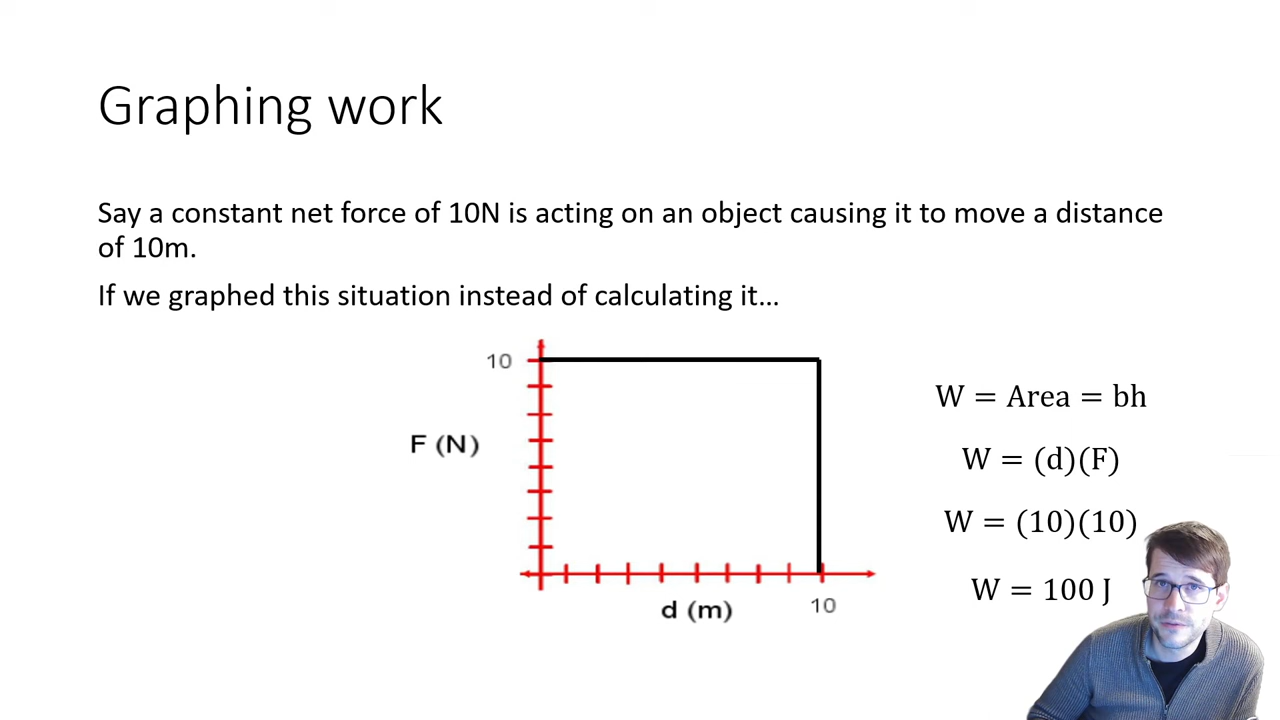 Graphing work
Say a constant net force of 10N is acting on an object causing it to move a distance
of 10m.
If we graphed this situation instead of calculating it…
10
F (N)
d (m)
10
W = Area = bh
W = (d)(F)
W = (10)(10)
W = 100 J